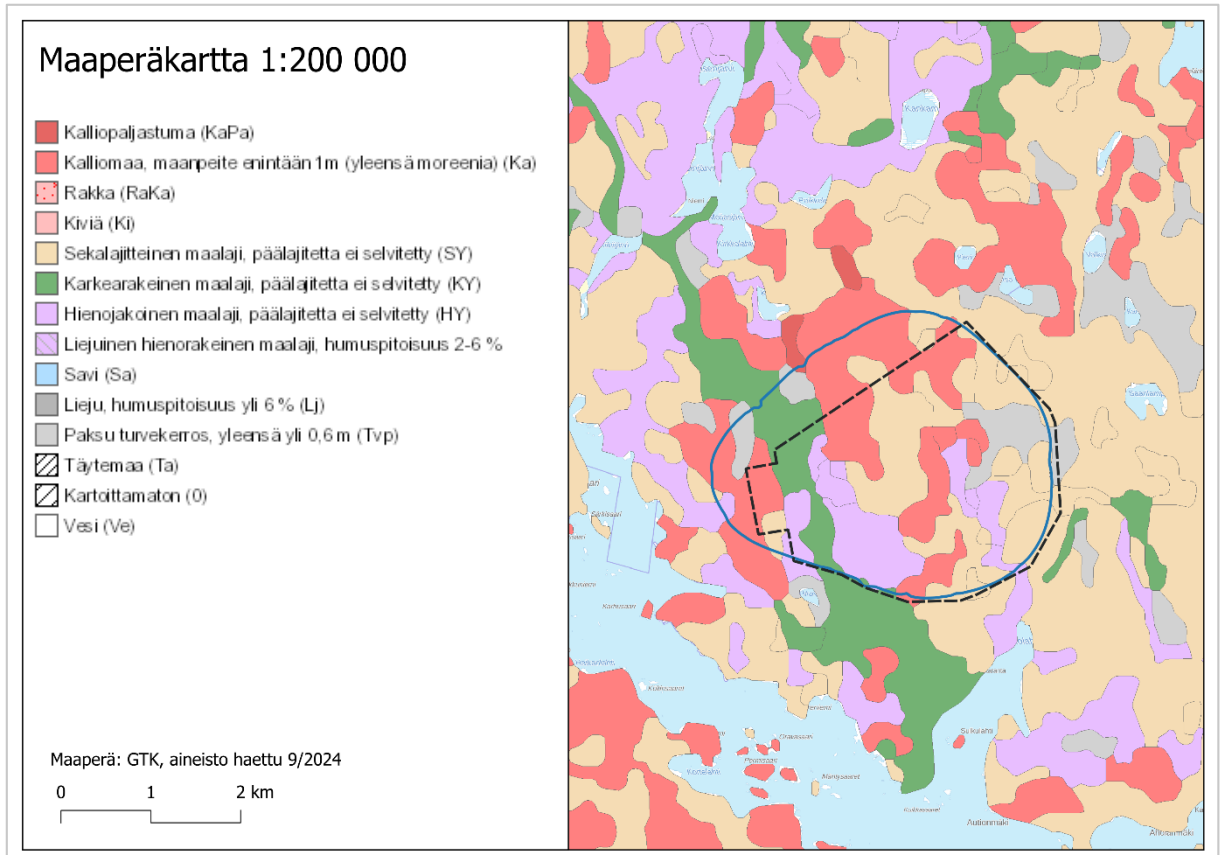 Maaperäkartta 1:200 000
Kalliopaljastuma (KaPa)
Kalliomaa, maanpeite enintään 1m (yleensä moreenia) (Ka)
Rakka (RaKa)
Kiviä (Ki)
Sekalajitteinen maalaji, päälajitetta ei selvitetty (SY)
Karkearakeinen maalaji, päälajitetta ei selvitetty (KY)
Hienojakoinen maalaji, päälajitetta ei selvitetty (HY)
Liejuinen hienorakeinen maalaji, humuspitoisuus 2-6 %
Savi (Sa)
Lieju, humuspitoisuus yli 6 % (Lj)
Paksu turvekerros, yleensä yli 0,6 m (Tvp)
Täytemaa (Ta)
Kartoittamaton (0)
Vesi (Ve)
Maaperä: GTK, aineisto haettu 9/2024
0 1 2 km
Autionmäki